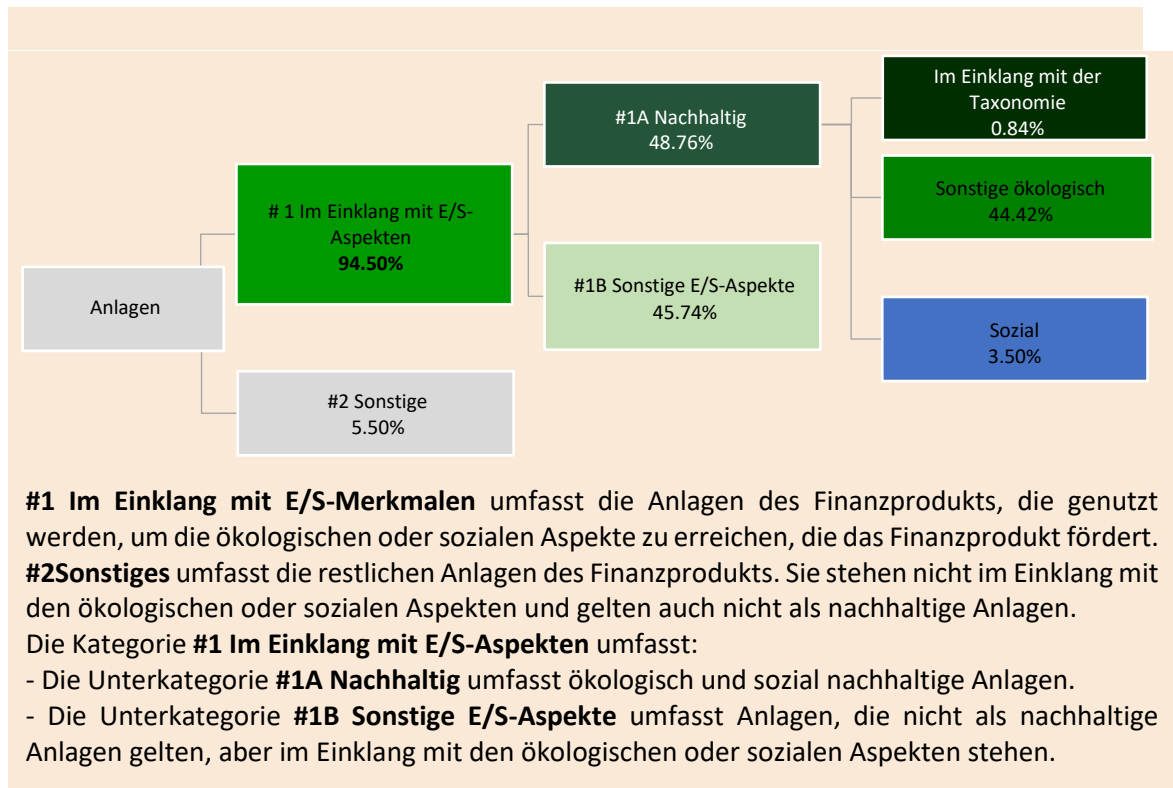 Anlagen
# 1 Im Einklang mit E/S-
Aspekten
94.50%
#2 Sonstige
5.50%
#1A Nachhaltig
48.76%
#1B Sonstige E/S-Aspekte
45.74%
Im Einklang mit der
Taxonomie
0.84%
Sonstige ökologisch
44.42%
Sozial
3.50%
#1 Im Einklang mit E/S-Merkmalen umfasst die Anlagen des Finanzprodukts, die genutzt
werden, um die ökologischen oder sozialen Aspekte zu erreichen, die das Finanzprodukt fördert.
#2Sonstiges umfasst die restlichen Anlagen des Finanzprodukts. Sie stehen nicht im Einklang mit
den ökologischen oder sozialen Aspekten und gelten auch nicht als nachhaltige Anlagen.
Die Kategorie #1 Im Einklang mit E/S-Aspekten umfasst:
- Die Unterkategorie #1A Nachhaltig umfasst ökologisch und sozial nachhaltige Anlagen.
- Die Unterkategorie #1B Sonstige E/S-Aspekte umfasst Anlagen, die nicht als nachhaltige
Anlagen gelten, aber im Einklang mit den ökologischen oder sozialen Aspekten stehen.